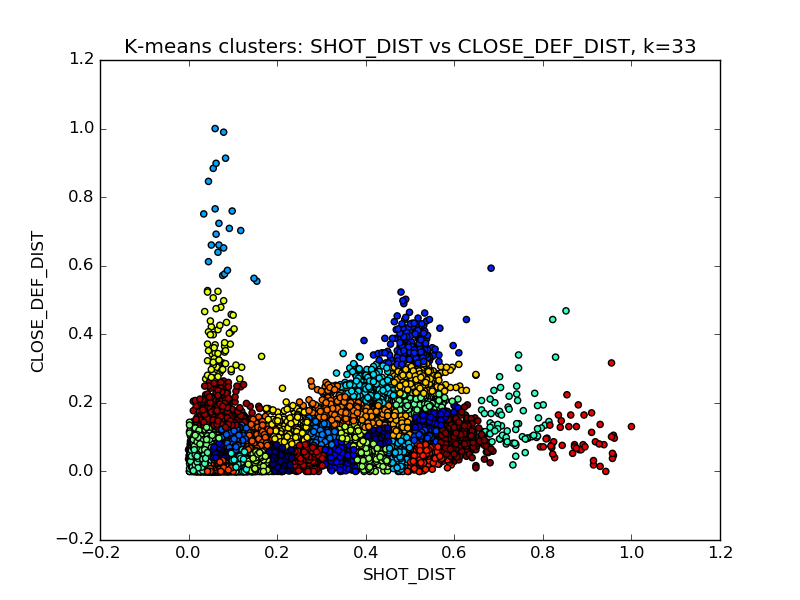 K-means clusters: SHOT_DIST vs CLOSE_DEF_DIST, k=33
1.2
1.0
0.8
0.6
0.4
0.2
0.0
−0.2
CLOSE_DEF_DIST
−0.2 0.0 0.2 0.4 0.6 0.8 1.0 1.2
SHOT_DIST